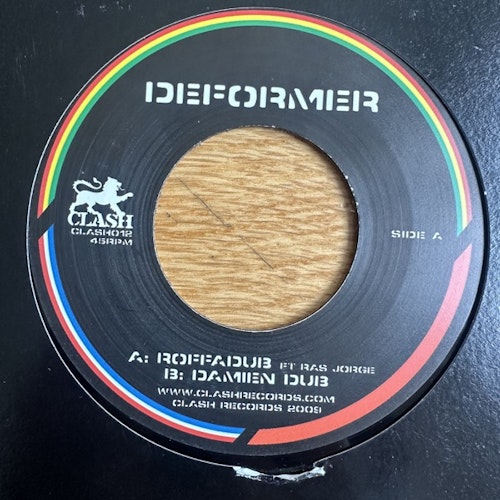 DEFORMER
CLASH
CLASH012
45RPM
SIDE A
A: ROFFADUB FT RAS JORGE
B: DAMIEN DUB
WWW.CLASHRECORDS.COM
CLASH RECORDS 2009